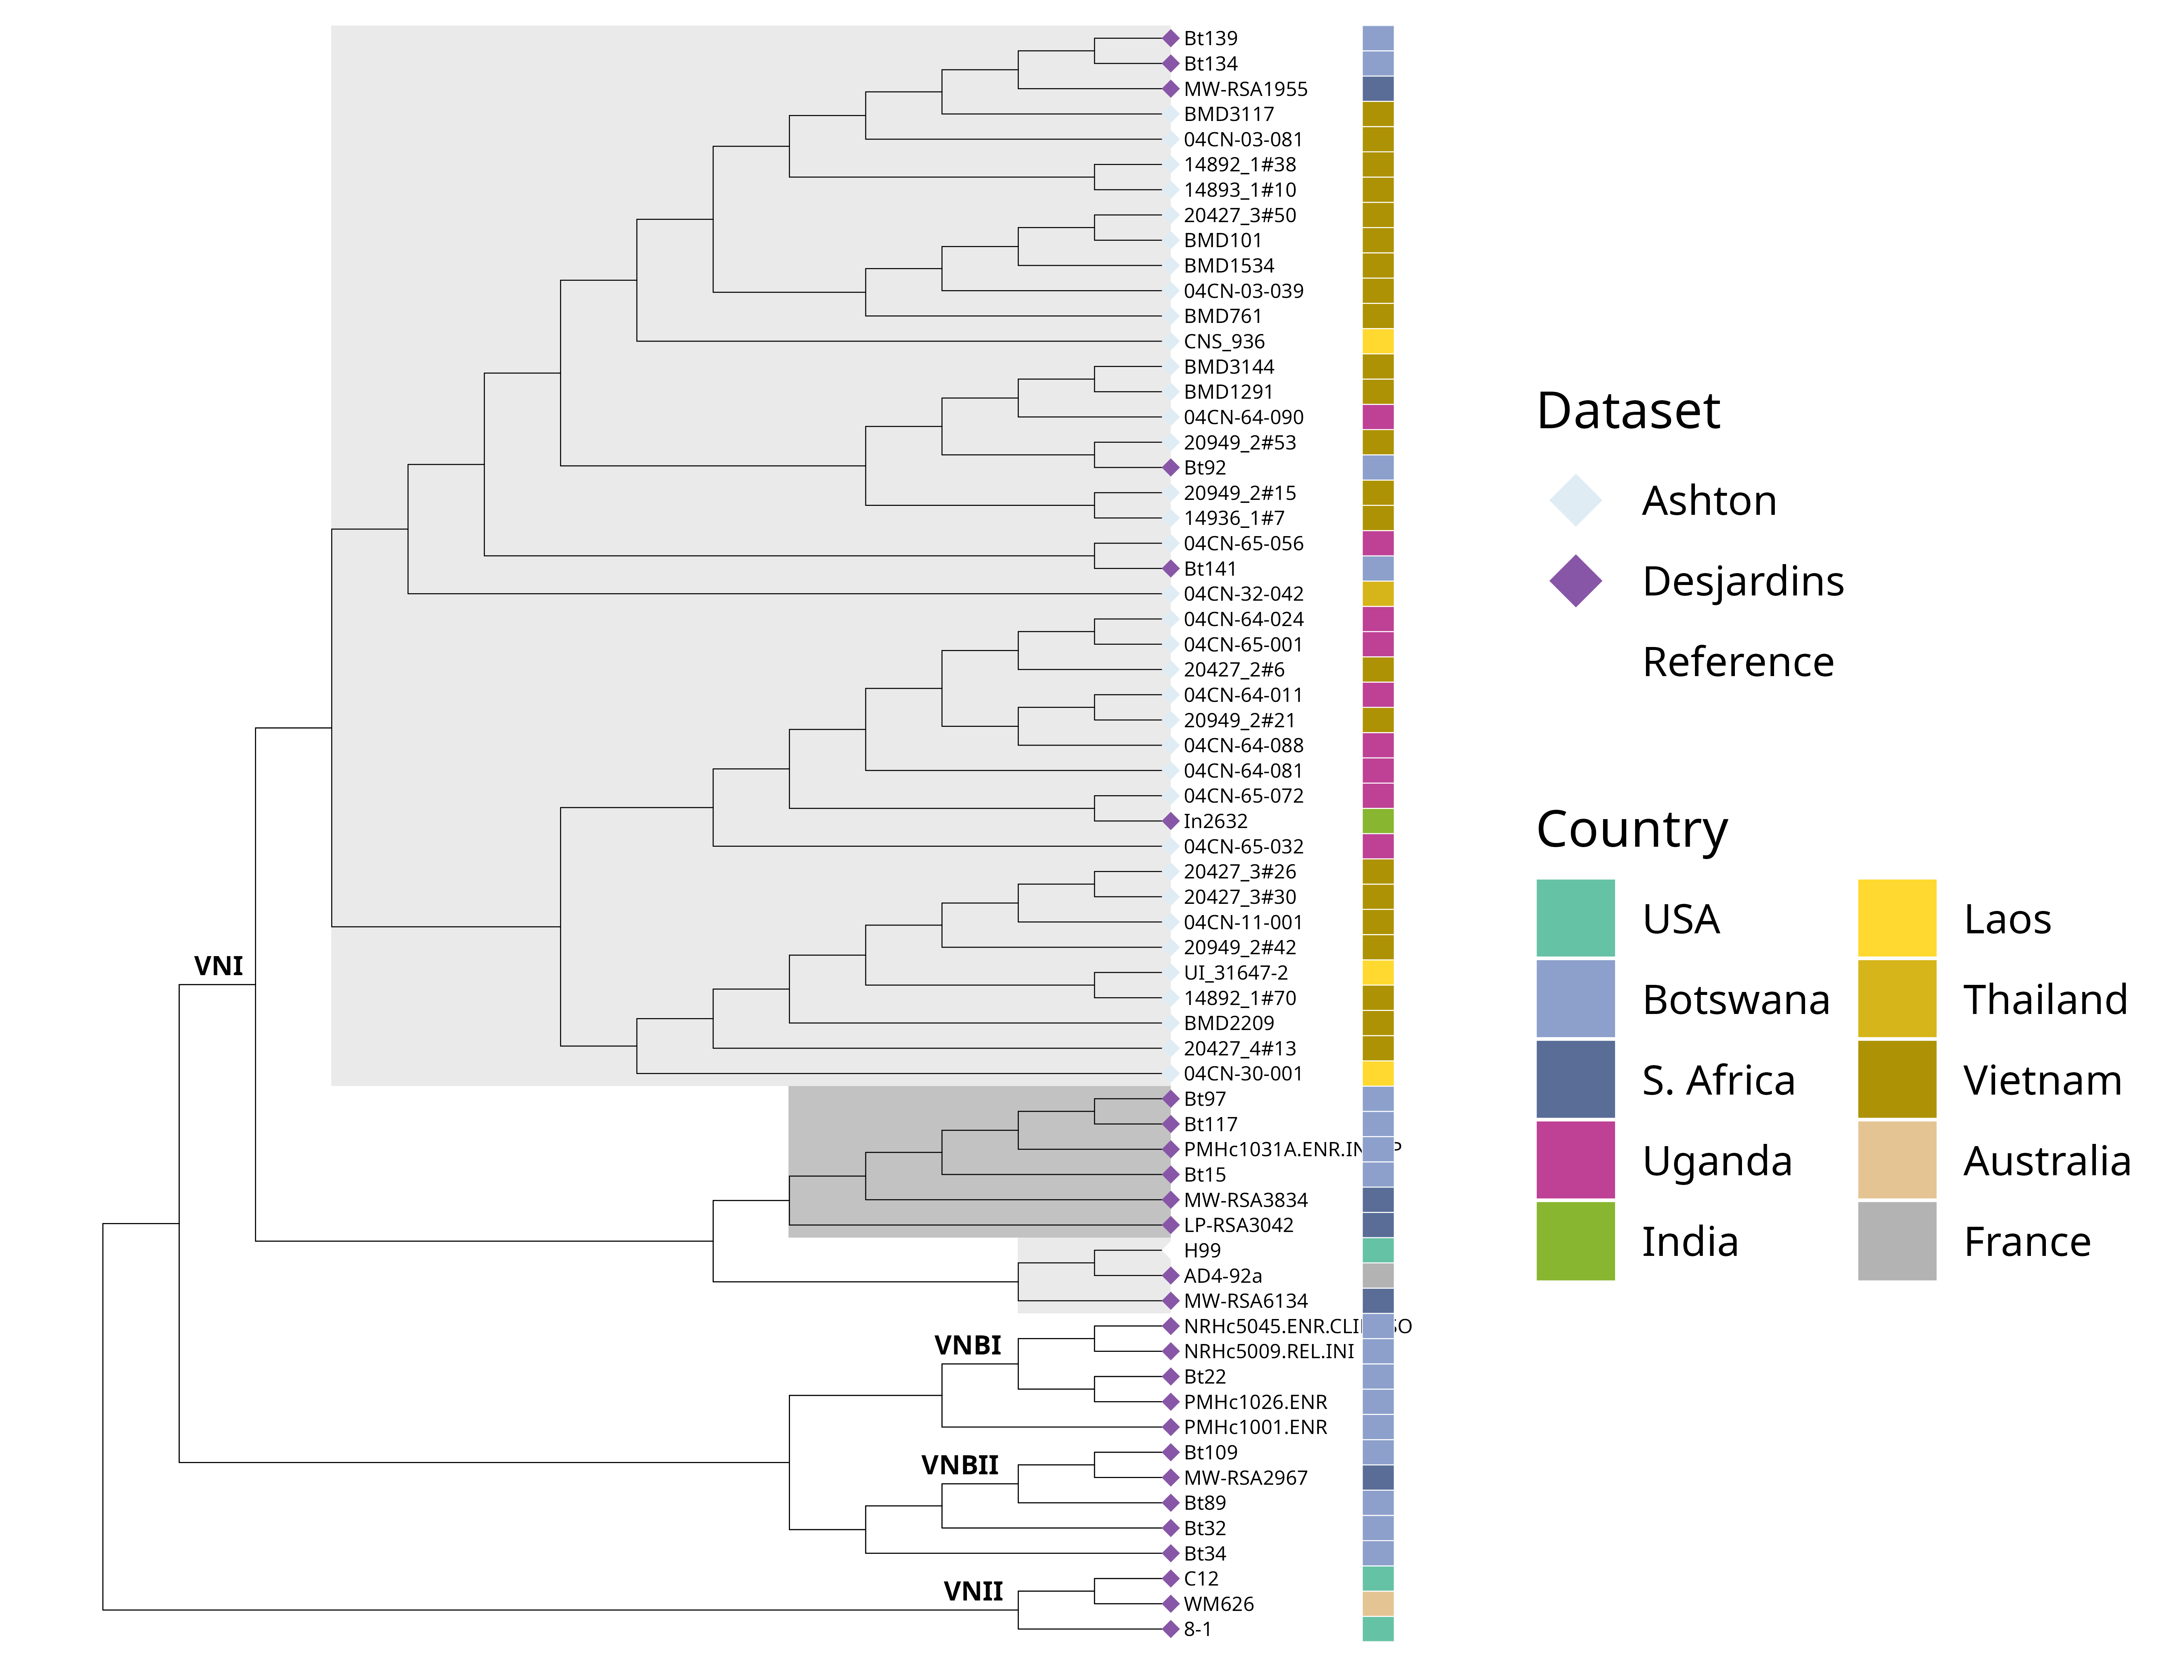 Bt139
Bt134
MW-RSA1955
BMD3117
04CN-03-081
14892_1#38
14893_1#10
20427_3#50
BMD101
BMD1534
04CN-03-039
BMD761
CNS_936
BMD3144
BMD1291
04CN-64-090
20949_2#53
Bt92
20949_2#15
14936_1#7
04CN-65-056
Bt141
04CN-32-042
04CN-64-024
04CN-65-001
20427_2#6
04CN-64-011
20949_2#21
04CN-64-088
04CN-64-081
04CN-65-072
In2632
04CN-65-032
20427_3#26
20427_3#30
04CN-11-001
20949_2#42
UI_31647-2
14892_1#70
BMD2209
20427_4#13
04CN-30-001
Bt97
Bt117
Bt15
MW-RSA3834
LP-RSA3042
H99
AD4-92a
MW-RSA6134
NRHc5009.REL.INI
Bt22
PMHc1026.ENR
PMHc1001.ENR
Bt109
MW-RSA2967
Bt89
Bt32
Bt34
C12
WM626
8-1
VNI
VNBI
VNBII
VNII
Dataset
Ashton
Desjardins
Reference
Country
USA
Botswana
S. Africa
Uganda
India
Laos
Thailand
Vietnam
Australia
France